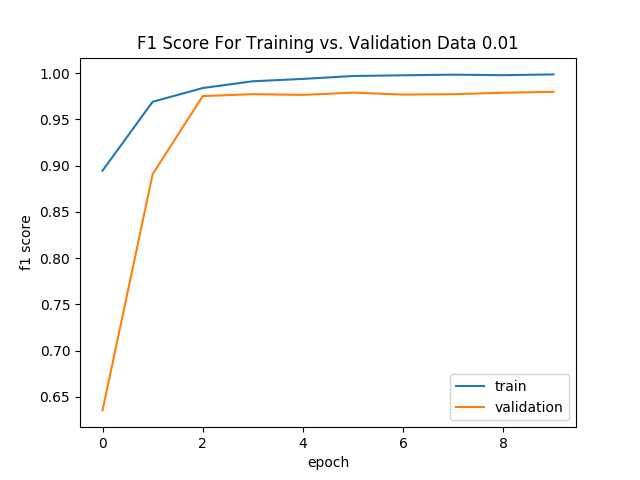 F1 Score For Training vs. Validation Data 0.01
1.00
0.95
0.90
0.85
0.80
0.75
0.70
0.65
f1 score
0 2 4 6 8
epoch
train
validation